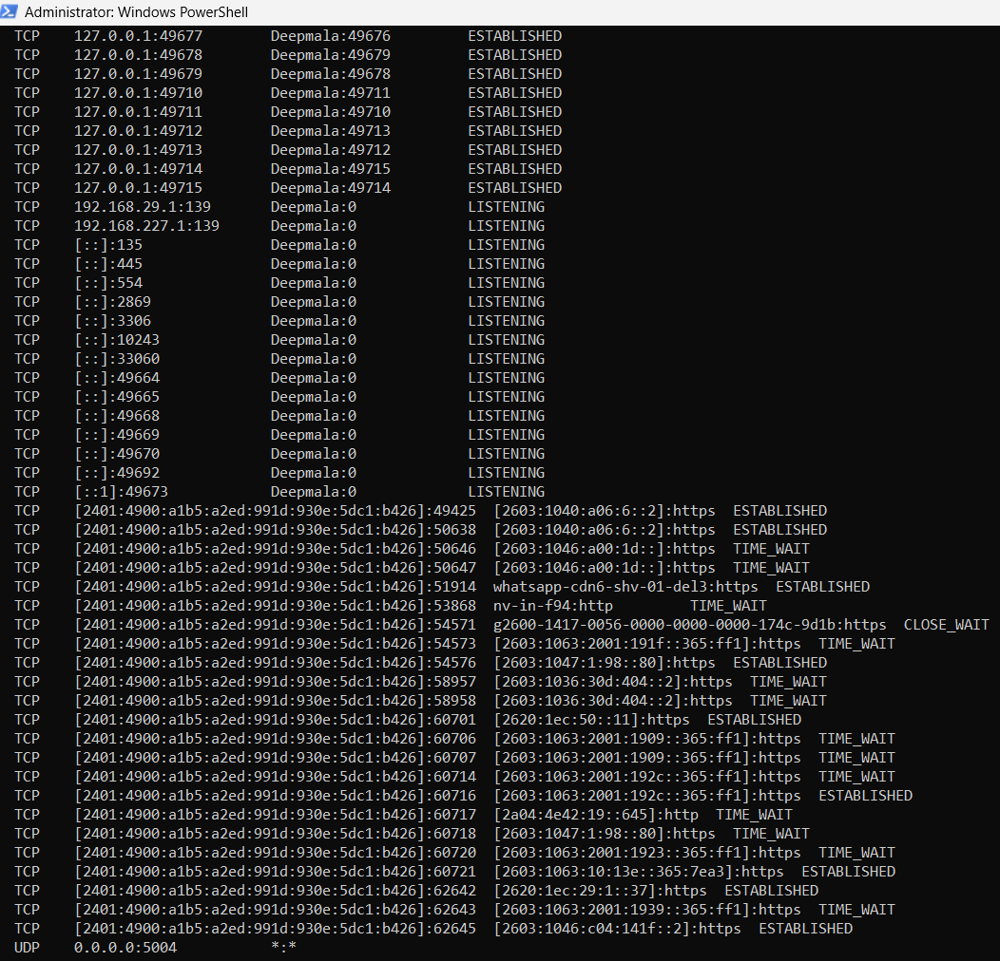 Administrator: Windows PowerShell
TCP 127.0.0.1:49677 Deepmala:49676 ESTABLISHED
TCP 127.0.0.1:49678 Deepmala:49679 ESTABLISHED
TCP 127.0.0.1:49679 Deepmala:49678 ESTABLISHED
TCP 127.0.0.1:49710 Deepmala:49711 ESTABLISHED
TCP 127.0.0.1:49711 Deepmala:49710 ESTABLISHED
TCP 127.0.0.1:49712 Deepmala:49713 ESTABLISHED
TCP 127.0.0.1:49713 Deepmala:49712 ESTABLISHED
TCP 127.0.0.1:49714 Deepmala:49715 ESTABLISHED
TCP 127.0.0.1:49715 Deepmala:49714 ESTABLISHED
TCP 192.168.29.1:139 Deepmala:0 LISTENING
TCP 192.168.227.1:139 Deepmala:0 LISTENING
TCP [::]:135 Deepmala:0 LISTENING
TCP [::]:445 Deepmala:0 LISTENING
TCP [::]:554 Deepmala:0 LISTENING
TCP [::]:2869 Deepmala:0 LISTENING
TCP [::]:3306 Deepmala:0 LISTENING
TCP [::]:10243 Deepmala:0 LISTENING
TCP [::]:33060 Deepmala:0 LISTENING
TCP [::]:49664 Deepmala:0 LISTENING
TCP [::]:49665 Deepmala:0 LISTENING
TCP [::]:49668 Deepmala:0 LISTENING
TCP [::]:49669 Deepmala:0 LISTENING
TCP [::]:49670 Deepmala:0 LISTENING
TCP [::]:49692 Deepmala:0 LISTENING
TCP [::1]:49673 Deepmala:0 LISTENING
TCP [2401:4900:a1b5:a2ed:991d:930e:5dc1:b426]:49425 [2603:1040:a06:6::2]:https ESTABLISHED
TCP [2401:4900:a1b5:a2ed:991d:930e:5dc1:b426]:50638 [2603:1040:a06:6::2]:https ESTABLISHED
TCP [2401:4900:a1b5:a2ed:991d:930e:5dc1:b426]:50646 [2603:1046:a00:1d::]:https TIME_WAIT
TCP [2401:4900:a1b5:a2ed:991d:930e:5dc1:b426]:50647 [2603:1046:a00:1d::]:https TIME_WAIT
TCP [2401:4900:a1b5:a2ed:991d:930e:5dc1:b426]:51914 whatsapp-cdn6-shv-01-del3:https ESTABLISHED
TCP [2401:4900:a1b5:a2ed:991d:930e:5dc1:b426]:53868 nv-in-f94:http TIME_WAIT
TCP [2401:4900:a1b5:a2ed:991d:930e:5dc1:b426]:54571 g2600-1417-0056-0000-0000-0000-174c-9d1b:https CLOSE_WAIT
TCP [2401:4900:a1b5:a2ed:991d:930e:5dc1:b426]:54573 [2603:1063:2001:191f::365:ff1]:https TIME_WAIT
TCP [2401:4900:a1b5:a2ed:991d:930e:5dc1:b426]:54576 [2603:1047:1:98::80]:https ESTABLISHED
TCP [2401:4900:a1b5:a2ed:991d:930e:5dc1:b426]:58957 [2603:1036:30d:404::2]:https TIME_WAIT
TCP [2401:4900:a1b5:a2ed:991d:930e:5dc1:b426]:58958 [2603:1036:30d:404::2]:https TIME_WAIT
TCP [2401:4900:a1b5:a2ed:991d:930e:5dc1:b426]:60701 [2620:1ec:50::11]:https ESTABLISHED
TCP [2401:4900:a1b5:a2ed:991d:930e:5dc1:b426]:60706 [2603:1063:2001:1909::365:ff1]:https TIME_WAIT
TCP [2401:4900:a1b5:a2ed:991d:930e:5dc1:b426]:60707 [2603:1063:2001:1909::365:ff1]:https TIME_WAIT
TCP [2401:4900:a1b5:a2ed:991d:930e:5dc1:b426]:60714 [2603:1063:2001:192c::365:ff1]:https TIME_WAIT
TCP [2401:4900:a1b5:a2ed:991d:930e:5dc1:b426]:60716 [2603:1063:2001:192c::365:ff1]:https ESTABLISHED
TCP [2401:4900:a1b5:a2ed:991d:930e:5dc1:b426]:60717 [2a04:4e42:19::645]:http TIME_WAIT
TCP [2401:4900:a1b5:a2ed:991d:930e:5dc1:b426]:60718 [2603:1047:1:98::80]:https TIME_WAIT
TCP [2401:4900:a1b5:a2ed:991d:930e:5dc1:b426]:60720 [2603:1063:2001:1923::365:ff1]:https TIME_WAIT
TCP [2401:4900:a1b5:a2ed:991d:930e:5dc1:b426]:60721 [2603:1063:10:13e::365:7ea3]:https ESTABLISHED
TCP [2401:4900:a1b5:a2ed:991d:930e:5dc1:b426]:62642 [2620:1ec:29:1::37]:https ESTABLISHED
TCP [2401:4900:a1b5:a2ed:991d:930e:5dc1:b426]:62643 [2603:1063:2001:1939::365:ff1]:https TIME_WAIT
TCP [2401:4900:a1b5:a2ed:991d:930e:5dc1:b426]:62645 [2603:1046:c04:141f::2]:https ESTABLISHED
UDP 0.0.0.0:5004 *:*